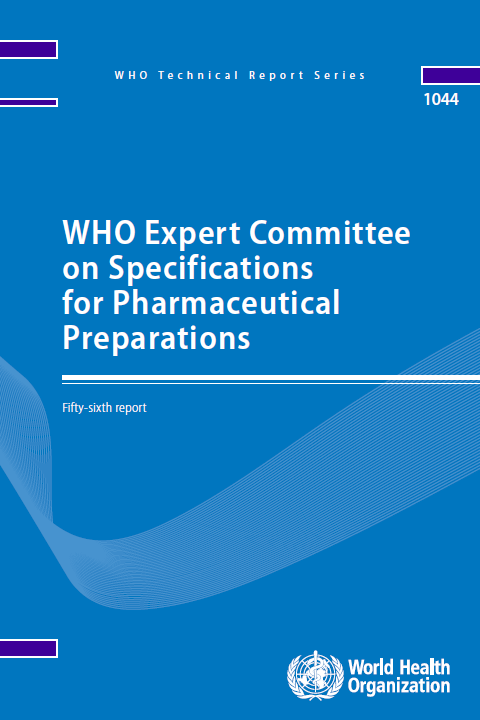 WHO Technical Report Series
1044
WHO Expert Committee
on Specifications
for Pharmaceutical
Preparations
Fifty-sixth report
World Health
Organization